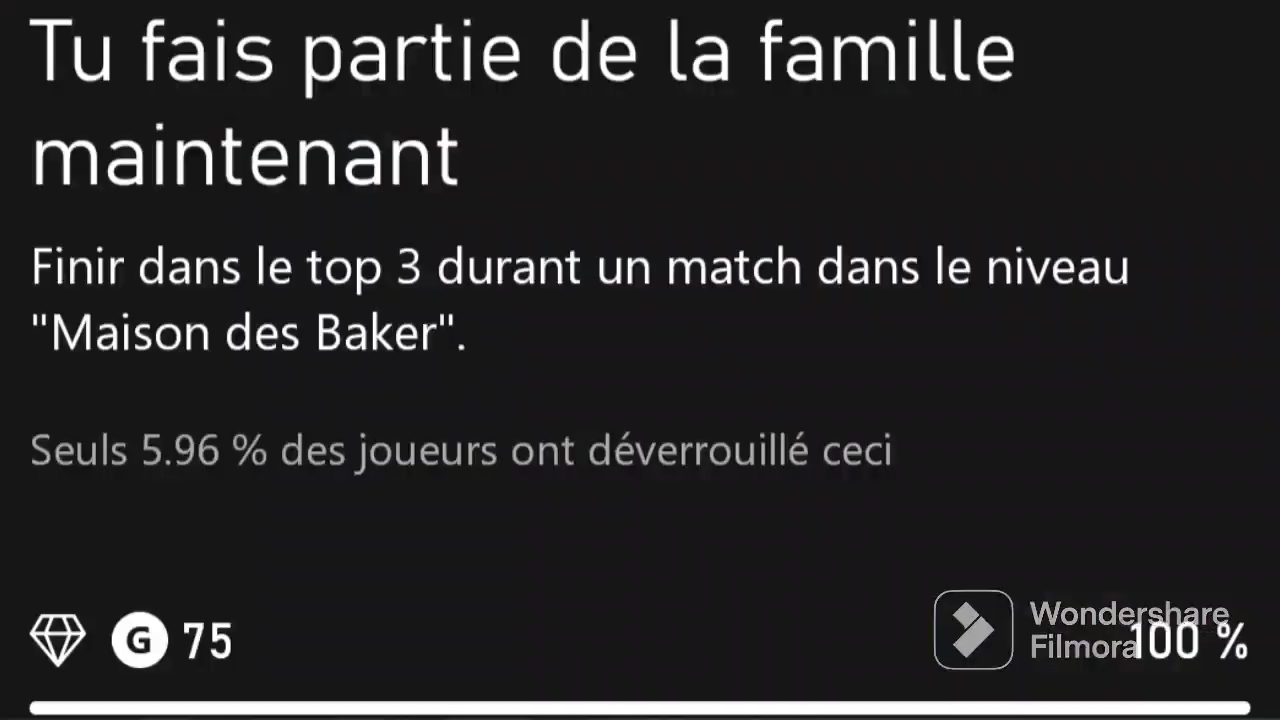 Tu fais partie de la famille
maintenant
Finir dans le top 3 durant un match dans le niveau
"Maison des Baker".
Seuls 5.96 % des joueurs ont déverrouillé ceci
G 75
Wondershare
Filmora
100 %